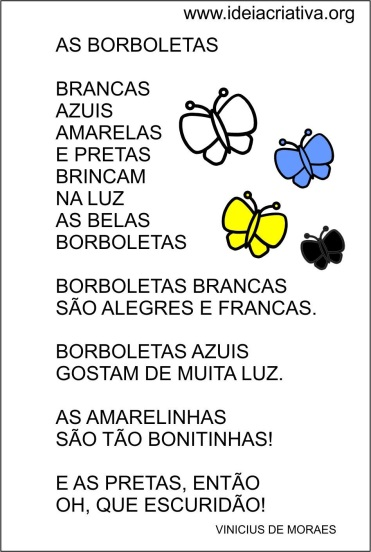 www.ideiacriativa.org
AS BORBOLETAS
BRANCAS
AZUIS
AMARELAS
E PRETAS
BRINCAM
NA LUZ
AS BELAS
BORBOLETAS
BORBOLETAS BRANCAS
SÃO ALEGRES E FRANCAS.
BORBOLETAS AZUIS
GOSTAM DE MUITA LUZ.
AS AMARELINHAS
SÃO TÃO BONITINHAS!
E AS PRETAS, ENTÃO
OH, QUE ESCURIDÃO!
VINICIUS DE MORAES